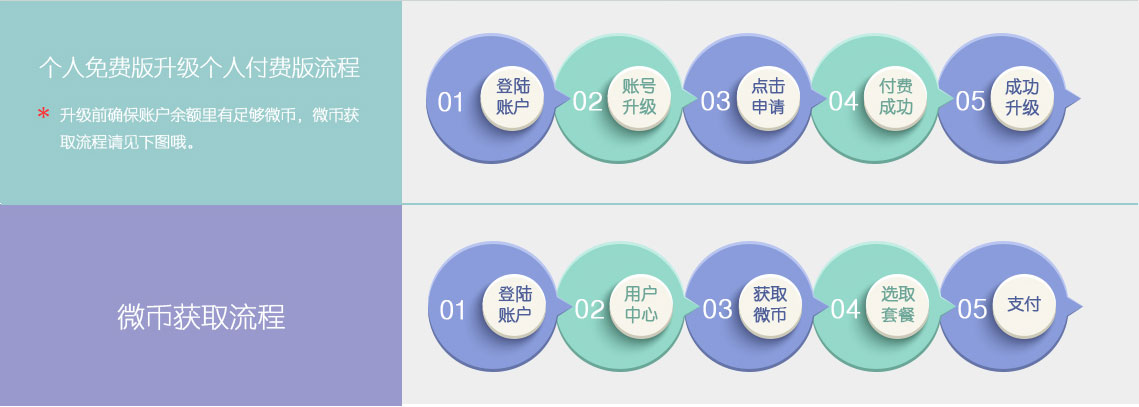 个人免费版升级个人付费版流程
* 升级前确保账户余额里有足够微币，微币获
取流程请见下图哦。
01 登陆
账户
02 账号
升级
03 点击
申请
04 付费
成功
05 成功
升级
微币获取流程
01 登陆
账户
02 用户
中心
03 获取
微币
04 选取
套餐
05 支付